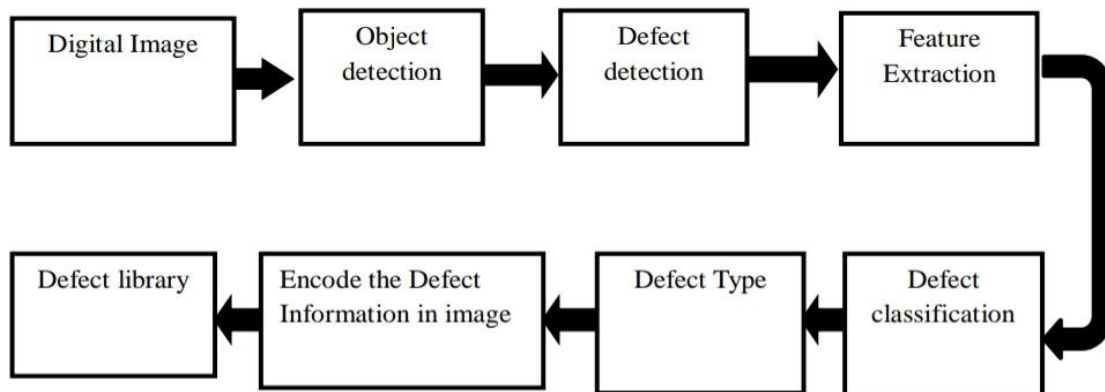 Digital Image
Object
detection
Defect
detection
Feature
Extraction
Defect library
Encode the Defect
Information in image
Defect Type
Defect
classification